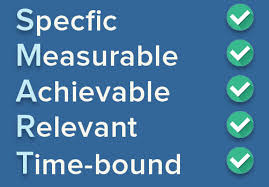 Specfic
Measurable
Achievable
Relevant
Time-bound